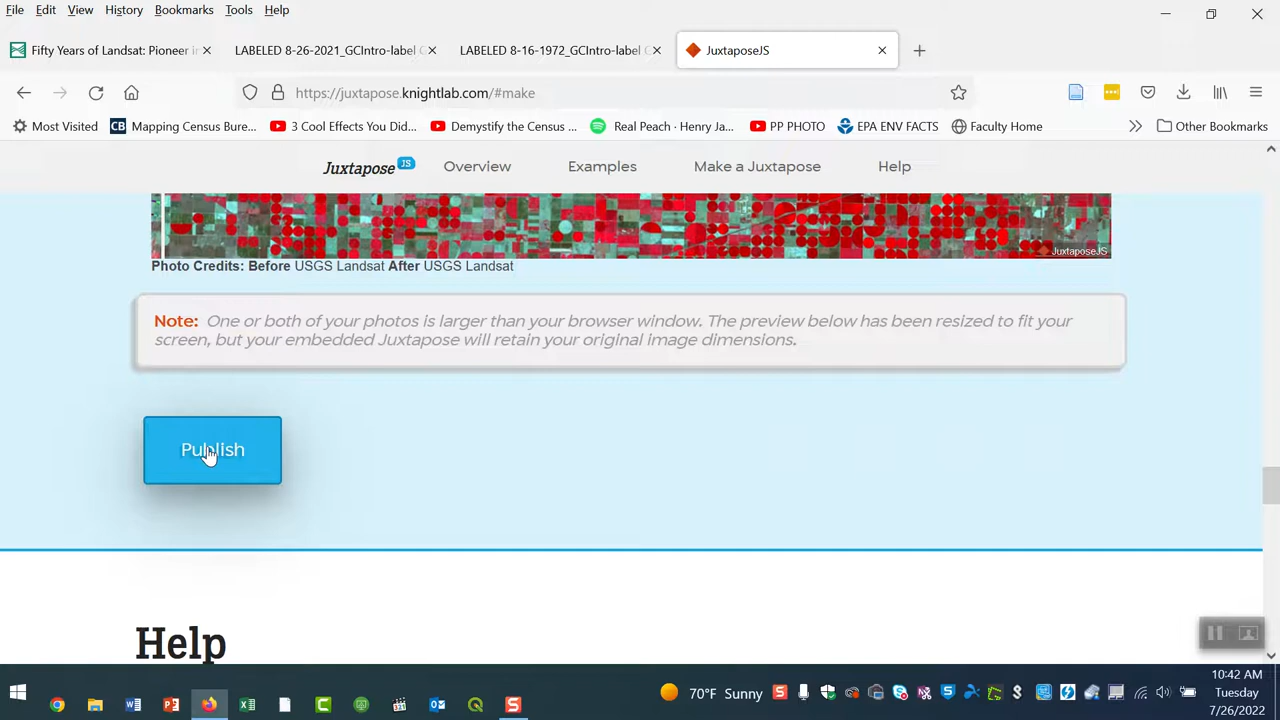 File Edit View History Bookmarks Tools Help
Fifty Years of Landsat: Pioneer i
LABELED 8-26-2021_GCIntro-label
LABELED 8-16-1972_GCIntro-label
JuxtaposeJS
https://juxtapose.knightlab.com/#make
Most Visited
CB Mapping Census Bure...
3 Cool Effects You Did...
Demystify the Census ...
Real Peach · Henry Ja...
PP PHOTO
EPA ENV FACTS
Faculty Home
Other Bookmarks
Juxtapose JS
Overview
Examples
Make a Juxtapose
Help
JuxtaposeJS
Photo Credits: Before USGS Landsat After USGS Landsat
Note: One or both of your photos is larger than your browser window. The preview below has been resized to fit your
screen, but your embedded Juxtapose will retain your original image dimensions.
Publish
Help
70°F Sunny
10:42 AM
Tuesday
7/26/2022